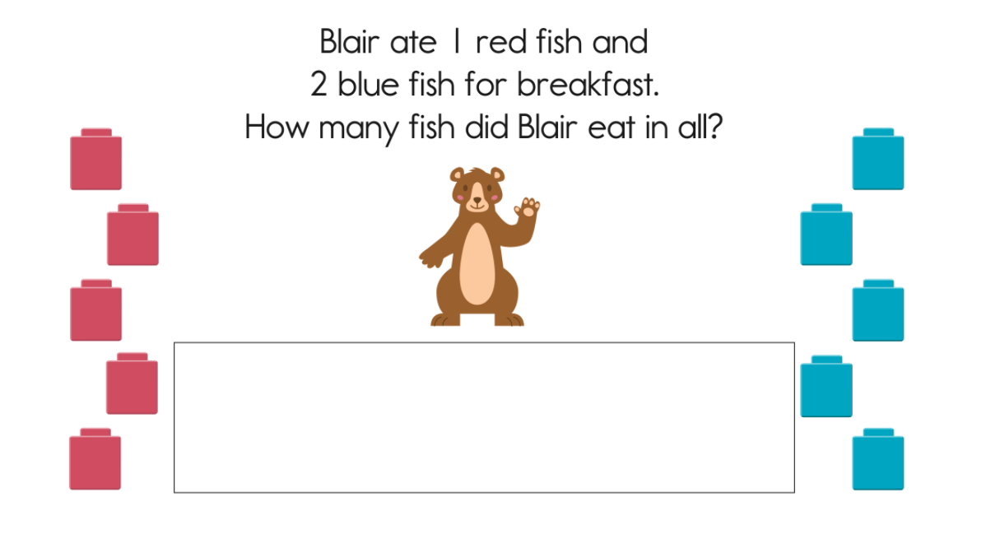 Blair ate 1 red fish and
2 blue fish for breakfast.
How many fish did Blair eat in all?